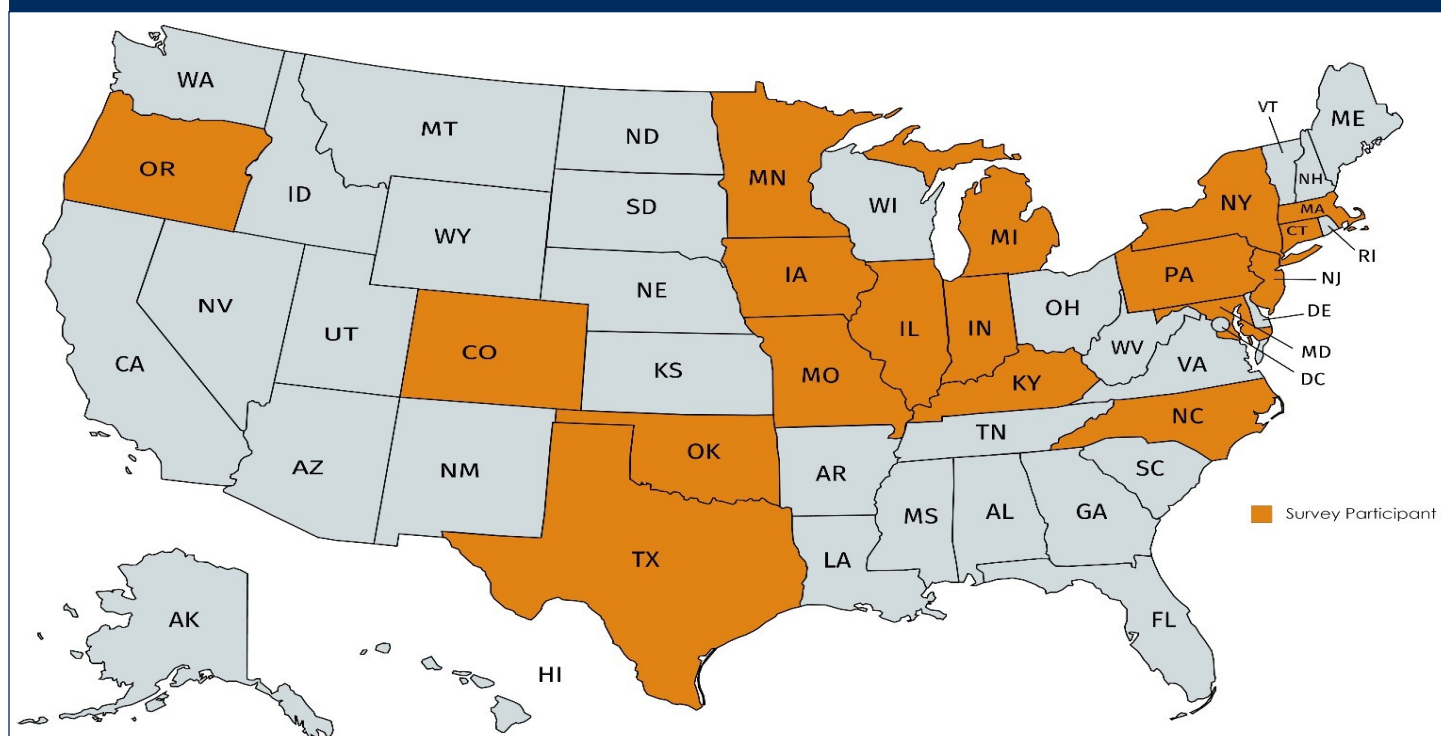 WA
MT
ND
MN
VT
ME
OR
ID
SD
WI
NH
NY
MA
WY
MI
CT
RI
IA
PA
NJ
NV
NE
OH
DE
UT
CO
IL
IN
WV
MD
CA
KS
MO
KY
VA
DC
NC
TN
AZ
NM
OK
AR
SC
MS
AL
GA
Survey Participant
TX
LA
AK
FL
HI